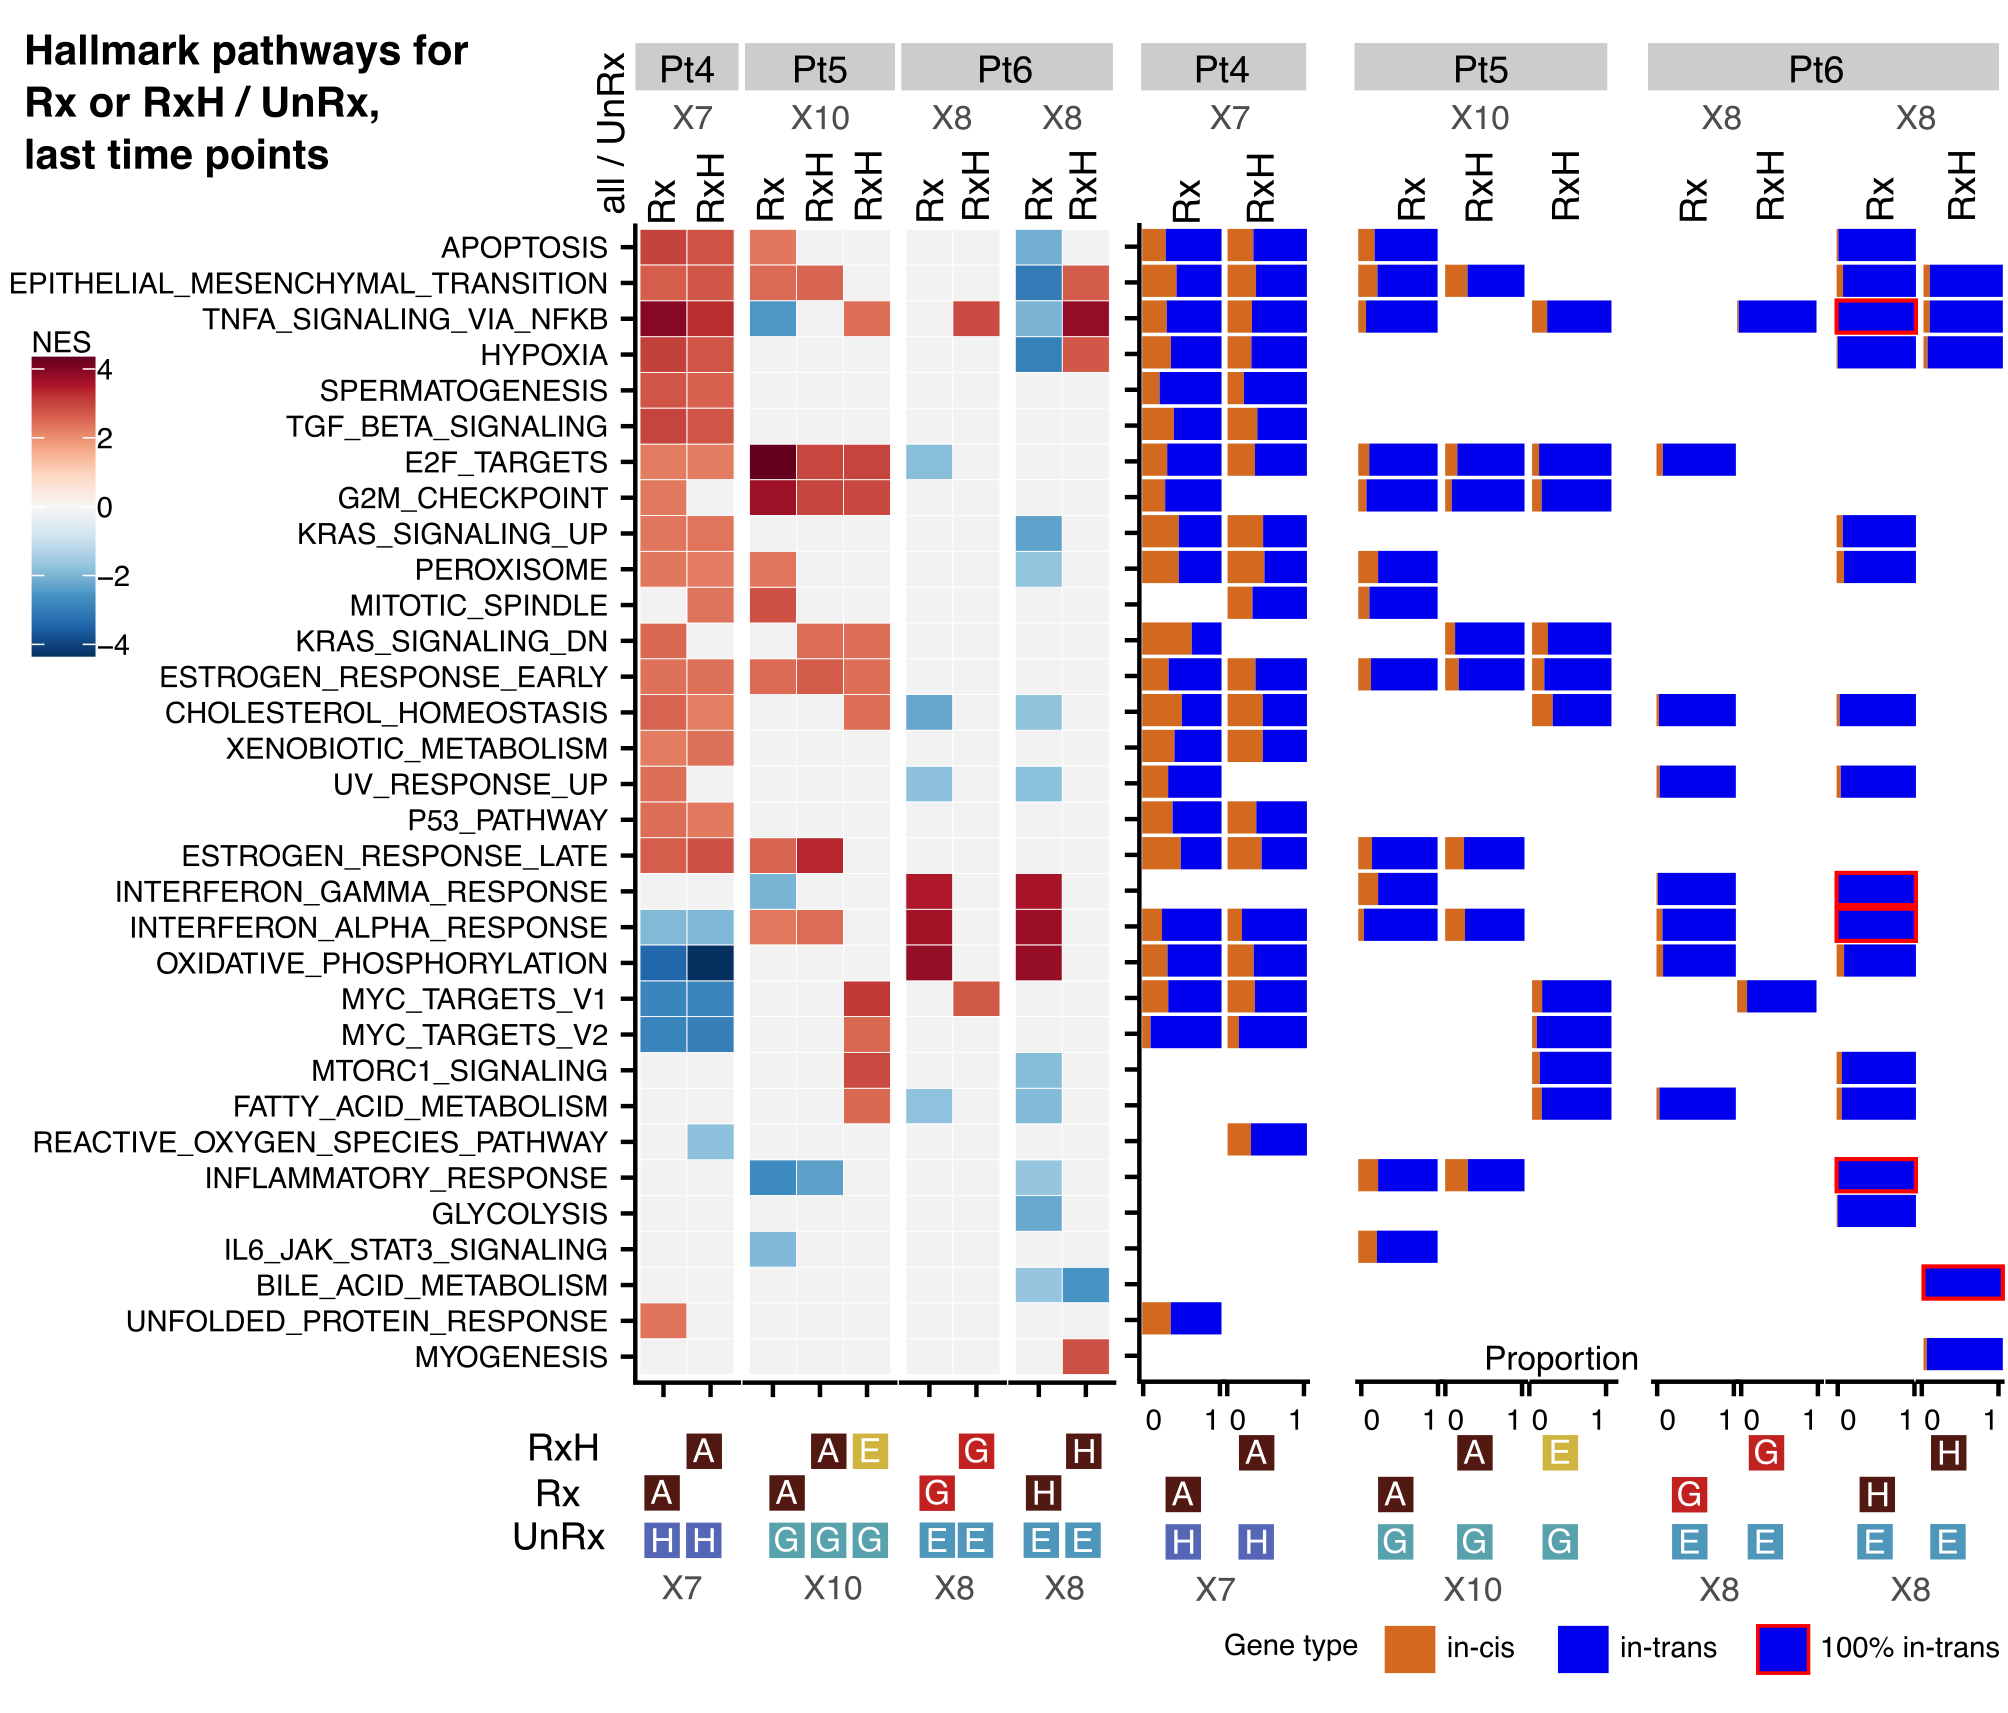 Hallmark pathways for
Rx or RxH / UnRx,
last time points
all / UnRx
Pt4 Pt5 Pt6 Pt4 Pt5 Pt6
X7 X10 X8 X8 X7 X10 X8 X8
Rx RxH Rx RxH RxH Rx RxH Rx RxH Rx RxH Rx RxH RxH Rx RxH Rx RxH
APOPTOSIS
EPITHELIAL_MESENCHYMAL_TRANSITION
TNFA_SIGNALING_VIA_NFKB
HYPOXIA
SPERMATOGENESIS
TGF_BETA_SIGNALING
E2F_TARGETS
G2M_CHECKPOINT
KRAS_SIGNALING_UP
PEROXISOME
MITOTIC_SPINDLE
KRAS_SIGNALING_DN
ESTROGEN_RESPONSE_EARLY
CHOLESTEROL_HOMEOSTASIS
XENOBIOTIC_METABOLISM
UV_RESPONSE_UP
P53_PATHWAY
ESTROGEN_RESPONSE_LATE
INTERFERON_GAMMA_RESPONSE
INTERFERON_ALPHA_RESPONSE
OXIDATIVE_PHOSPHORYLATION
MYC_TARGETS_V1
MYC_TARGETS_V2
MTORC1_SIGNALING
FATTY_ACID_METABOLISM
REACTIVE_OXYGEN_SPECIES_PATHWAY
INFLAMMATORY_RESPONSE
GLYCOLYSIS
IL6_JAK_STAT3_SIGNALING
BILE_ACID_METABOLISM
UNFOLDED_PROTEIN_RESPONSE
MYOGENESIS
NES
4
2
0
−2
−4
Proportion
0 1 0 1 0 1 0 1 0 1 0 1 0 1 0 1 0 1
RxH A A E G H A A E G H
Rx A A G H A A G H
UnRx H H G G G E E E E H H G G G E E E E
X7 X10 X8 X8 X7 X10 X8 X8
Gene type in-cis in-trans 100% in-trans